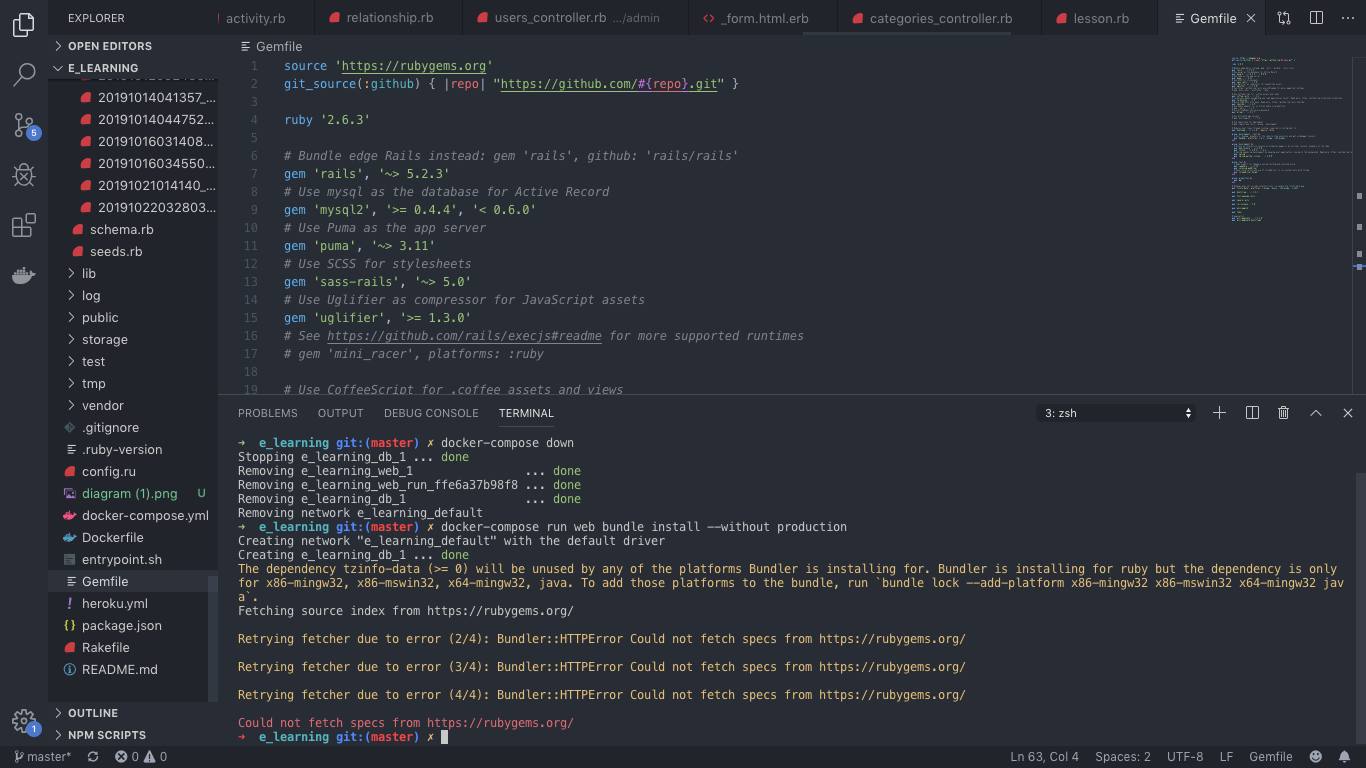 EXPLORER
activity.rb
relationship.rb
users_controller.rb .../admin
<> _form.html.erb
categories_controller.rb
lesson.rb
Gemfile
OPEN EDITORS
E_LEARNING
20191014041357_...
20191014044752...
20191016031408...
20191016034550...
20191021014140_...
20191022032803...
schema.rb
seeds.rb
lib
log
public
storage
test
tmp
vendor
.gitignore
.ruby-version
config.ru
diagram (1).png U
docker-compose.yml
Dockerfile
entrypoint.sh
Gemfile
! heroku.yml
{} package.json
Rakefile
README.md
OUTLINE
NPM SCRIPTS
5
1
Gemfile
1 source 'https://rubygems.org'
2 git_source(:github) { |repo| "https://github.com/#{repo}.git" }
3
4 ruby '2.6.3'
5
6 # Bundle edge Rails instead: gem 'rails', github: 'rails/rails'
7 gem 'rails', '~> 5.2.3'
8 # Use mysql as the database for Active Record
9 gem 'mysql2', '>= 0.4.4', '< 0.6.0'
10 # Use Puma as the app server
11 gem 'puma', '~> 3.11'
12 # Use SCSS for stylesheets
13 gem 'sass-rails', '~> 5.0'
14 # Use Uglifier as compressor for JavaScript assets
15 gem 'uglifier', '>= 1.3.0'
16 # See https://github.com/rails/execjs#readme for more supported runtimes
17 # gem 'mini_racer', platforms: :ruby
18
19 # Use CoffeeScript for .coffee assets and views
PROBLEMS OUTPUT DEBUG CONSOLE TERMINAL 3: zsh
→ e_learning git:(master) ✗ docker-compose down
Stopping e_learning_db_1 ... done
Removing e_learning_web_1 ... done
Removing e_learning_web_run_ffe6a37b98f8 ... done
Removing e_learning_db_1 ... done
Removing network e_learning_default
→ e_learning git:(master) ✗ docker-compose run web bundle install --without production
Creating network "e_learning_default" with the default driver
Creating e_learning_db_1 ... done
The dependency tzinfo-data (>= 0) will be unused by any of the platforms Bundler is installing for. Bundler is installing for ruby but the dependency is only
for x86-mingw32, x86-mswin32, x64-mingw32, java. To add those platforms to the bundle, run `bundle lock --add-platform x86-mingw32 x86-mswin32 x64-mingw32 jav
a`.
Fetching source index from https://rubygems.org/
Retrying fetcher due to error (2/4): Bundler::HTTPError Could not fetch specs from https://rubygems.org/
Retrying fetcher due to error (3/4): Bundler::HTTPError Could not fetch specs from https://rubygems.org/
Retrying fetcher due to error (4/4): Bundler::HTTPError Could not fetch specs from https://rubygems.org/
Could not fetch specs from https://rubygems.org/
→ e_learning git:(master) ✗
master* 0 0 Ln 63, Col 4 Spaces: 2 UTF-8 LF Gemfile